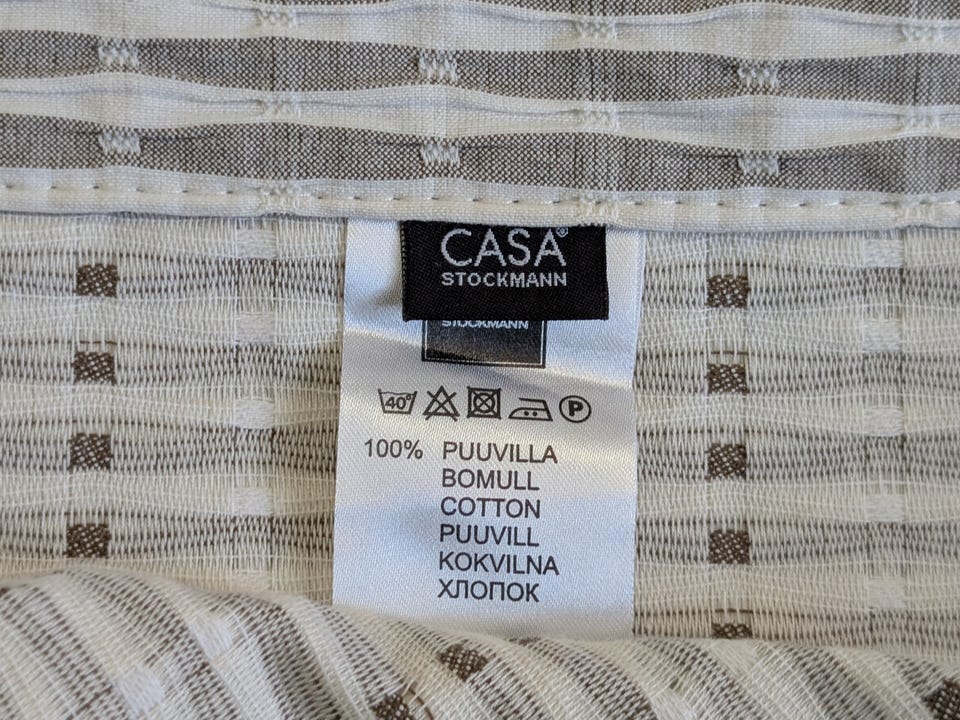 CASA®
STOCKMANN
STOCKMANN
40°
P
100% PUUVILLA
BOMULL
COTTON
PUUVILL
KOKVILNA
ХЛОПОК